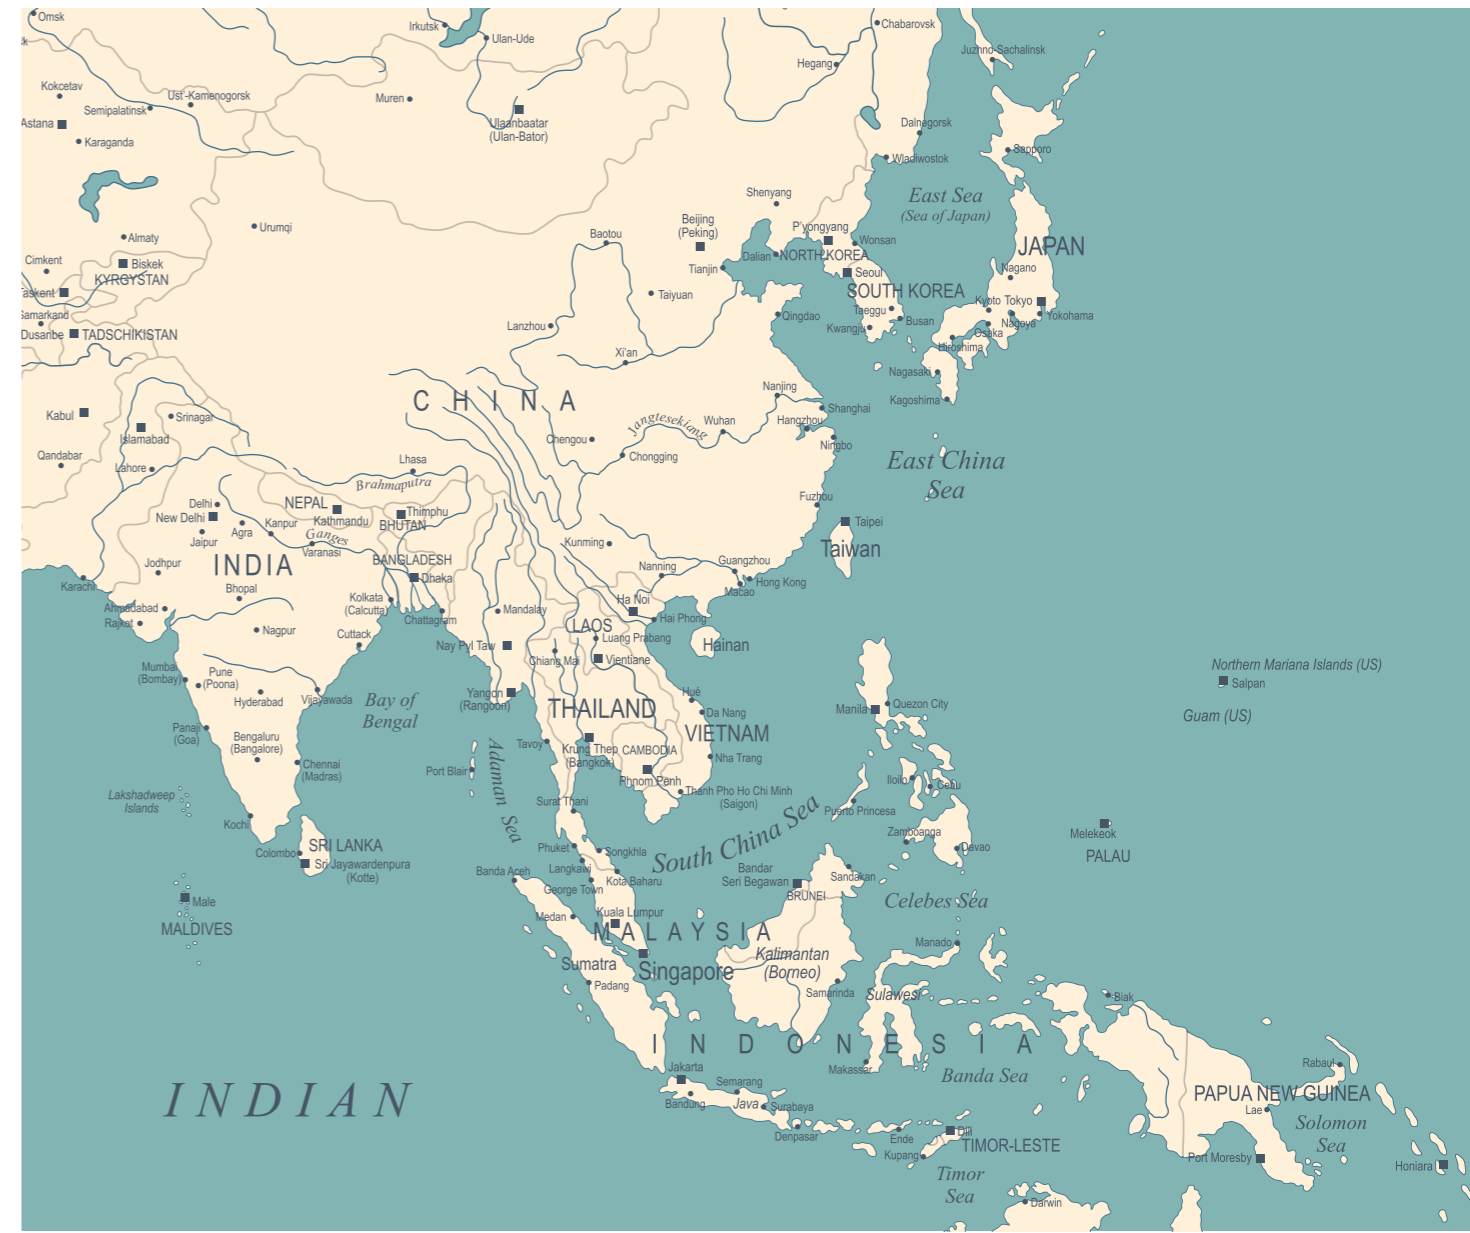 Omsk
Irkutsk
Ulan-Ude
Chabarovsk
Juzhno-Sachalinsk
Hegang
Kokcetav
Semipalatinsk
Ust'-Kamenogorsk
Muren
Ulaanbaatar
(Ulan-Bator)
Astana
Karaganda
Dalnegorsk
Wladiwostok
Sapporo
East Sea
(Sea of Japan)
Shenyang
Beijing
(Peking)
P'yongyang
Wonsan
JAPAN
Urumqi
Almaty
Baotou
Cimkent
Biskek
KYRGYSTAN
Tianjin
Dalian
NORTH KOREA
Seoul
Nagano
SOUTH KOREA
Taskent
Taiyuan
Kyoto
Tokyo
Samarkand
Dusanbe
TADSCHIKISTAN
Lanzhou
Qingdao
Taeggu
Kwangju
Busan
Nagoya
Yokohama
Osaka
Hiroshima
Xi'an
Nagasaki
Kagoshima
CHINA
Nanjing
Shanghai
Kabul
Srinagar
Islamabad
Jangtesekiang
Wuhan
Hangzhou
Ningbo
Chengou
Chongqing
Qandabar
Lahore
Lhasa
Brahmaputra
East China
Sea
Delhi
New Delhi
NEPAL
Kathmandu
Thimphu
BHUTAN
Fuzhou
Agra
Kanpur
Jaipur
Ganges
Varanasi
Taipei
Taiwan
Kunming
INDIA
Jodhpur
BANGLADESH
Dhaka
Nanning
Guangzhou
Hong Kong
Macao
Karachi
Bhopal
Kolkata
(Calcutta)
Ahmadabad
Rajkot
Chattagram
Mandalay
Ha Noi
Hai Phong
Nagpur
Cuttack
LAOS
Luang Prabang
Hainan
Nay Pyl Taw
Chiang Mai
Vientiane
Mumbai
(Bombay)
Pune
(Poona)
Hyderabad
Vijayawada
Bay of
Bengal
Yangon
(Rangoon)
Hué
Da Nang
THAILAND
Northern Mariana Islands (US)
Salpan
Guam (US)
Manila
Quezon City
Panaji
(Goa)
Bengaluru
(Bangalore)
Chennai
(Madras)
VIETNAM
Tavoy
Krung Thep
(Bangkok)
CAMBODIA
Nha Trang
Port Blair
Adaman Sea
Phnom Penh
Thanh Pho Ho Chi Minh
(Saigon)
Lakshadweep
Islands
Surat Thani
Iloilo
Cebu
Puerto Princesa
Kochi
South China Sea
Zamboanga
Davao
Melekeok
PALAU
SRI LANKA
Colombo
Sri Jayawardenpura
(Kotte)
Phuket
Songkhla
Langkawi
Kota Baharu
Banda Aceh
George Town
Bandar
Seri Begawan
BRUNEI
Sandakan
Celebes Sea
Male
MALDIVES
Medan
Kuala Lumpur
MALAYSIA
Manado
Kalimantan
(Borneo)
Sumatra
Singapore
Padang
Samarinda
Sulawesi
Biak
INDONESIA
Makassar
Banda Sea
Rabaul
Jakarta
Semarang
Bandung
Java
Surabaya
INDIAN
PAPUA NEW GUINEA
Lae
Solomon
Sea
Denpasar
Ende
Dili
TIMOR-LESTE
Kupang
Timor
Sea
Port Moresby
Honiara
Darwin